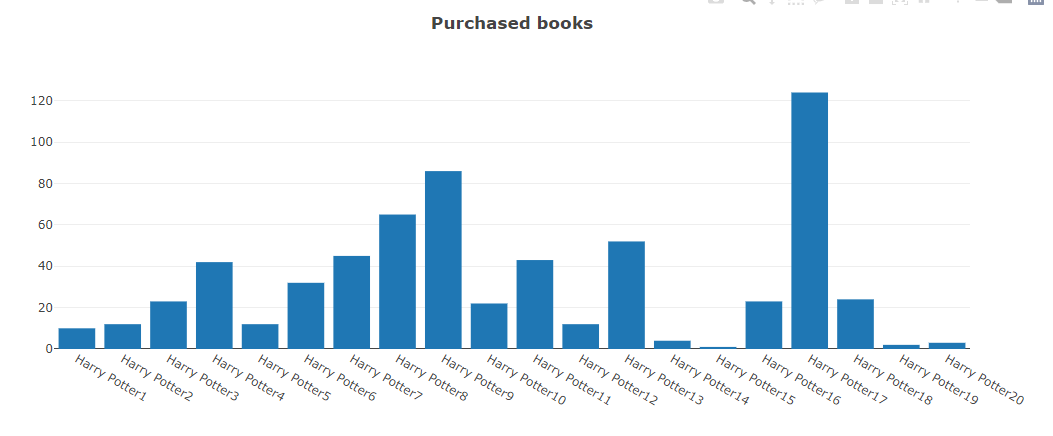 Purchased books
120
100
80
60
40
20
0
Harry Potter1
Harry Potter2
Harry Potter3
Harry Potter4
Harry Potter5
Harry Potter6
Harry Potter7
Harry Potter8
Harry Potter9
Harry Potter10
Harry Potter11
Harry Potter12
Harry Potter13
Harry Potter14
Harry Potter15
Harry Potter16
Harry Potter17
Harry Potter18
Harry Potter19
Harry Potter20